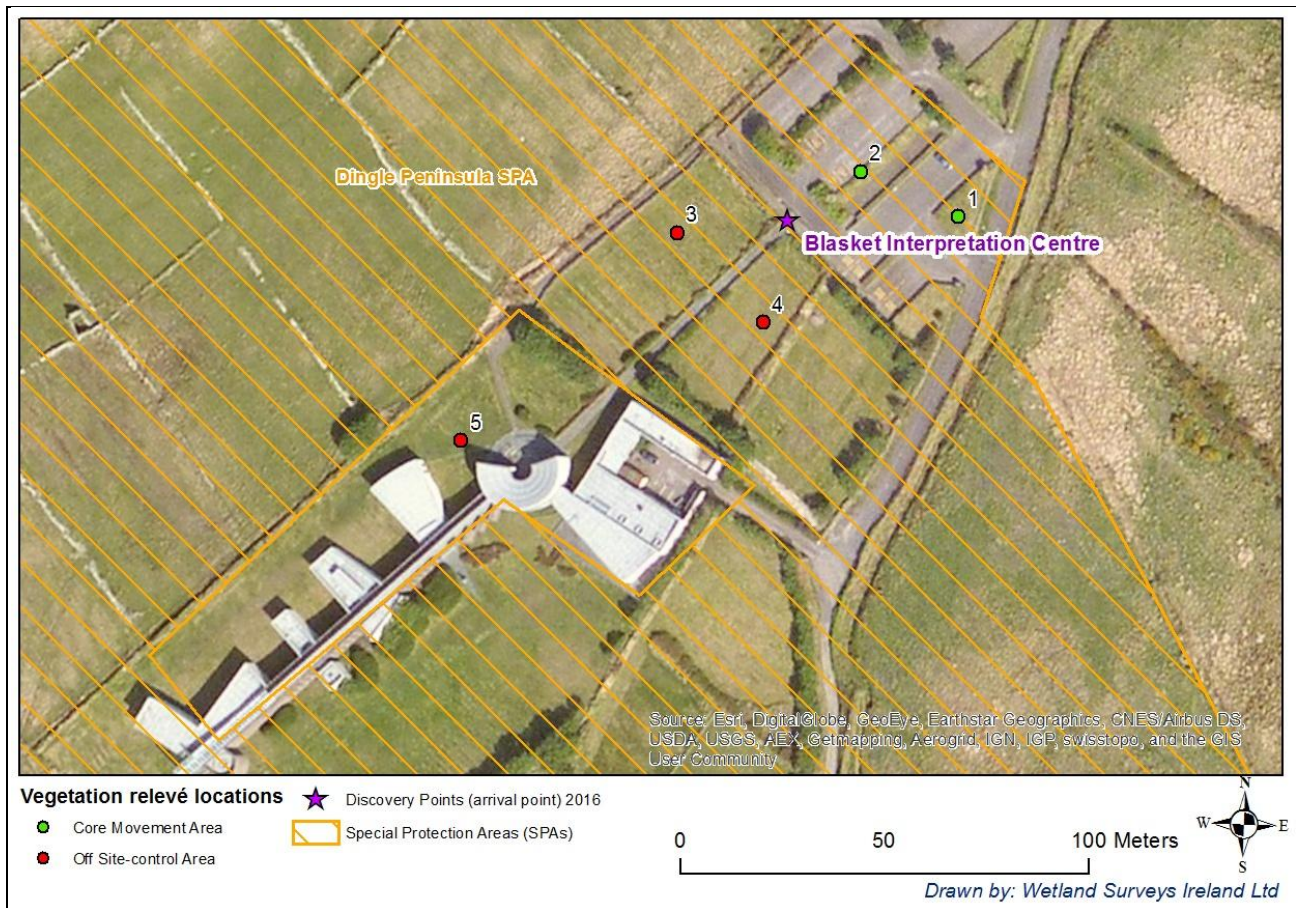 Dingle Peninsula SPA
2
1
3
Blasket Interpretation Centre
4
5
Source: Esri, DigitalGlobe, GeoEye, Earthstar Geographics, CNES/Airbus DS,
USDA, USGS, AEX, Getmapping, Aerogrid, IGN, IGP, swisstopo, and the GIS
User Community
Vegetation relevé locations
Core Movement Area
Off Site-control Area
Discovery Points (arrival point) 2016
Special Protection Areas (SPAs)
0 50 100 Meters
N
W E
S
Drawn by: Wetland Surveys Ireland Ltd